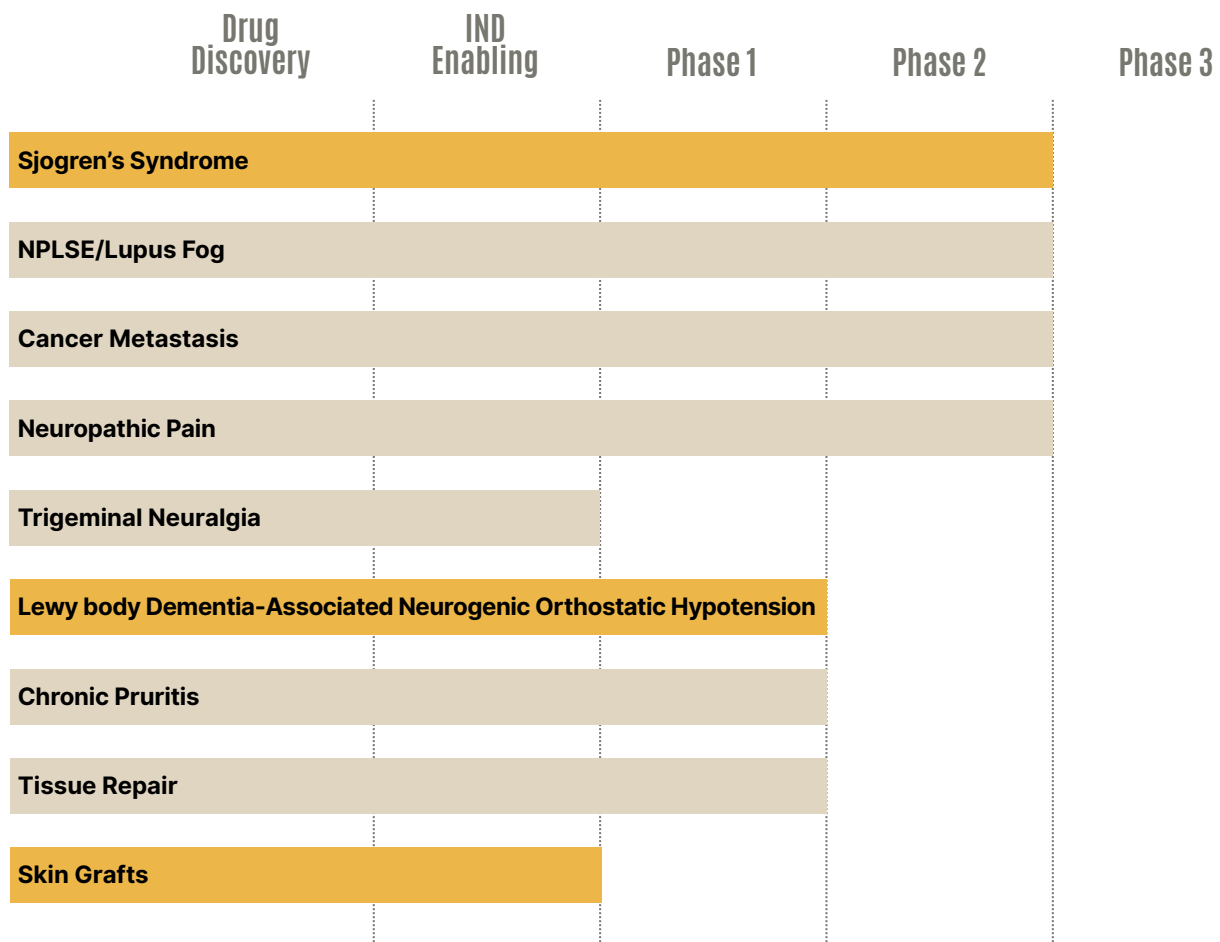 Drug
Discovery
IND
Enabling
Phase 1
Phase 2
Phase 3
Sjogren’s Syndrome
NPLSE/Lupus Fog
Cancer Metastasis
Neuropathic Pain
Trigeminal Neuralgia
Lewy body Dementia-Associated Neurogenic Orthostatic Hypotension
Chronic Pruritis
Tissue Repair
Skin Grafts